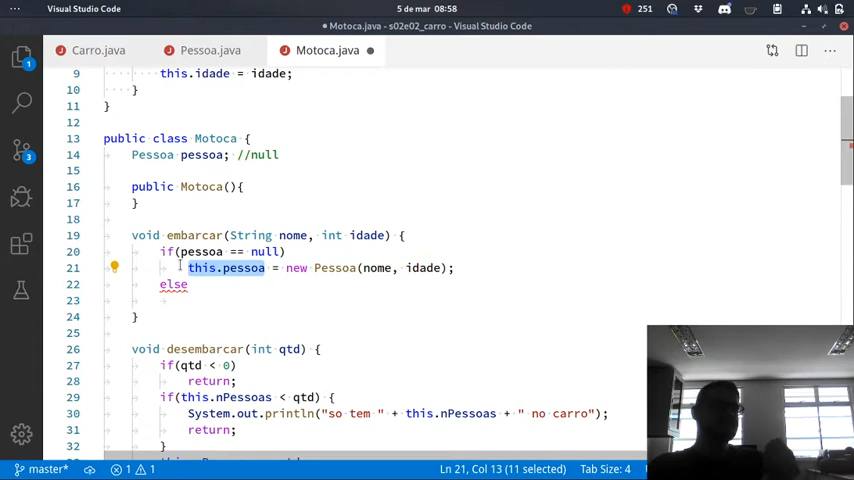 251
5 de mar 08:58
Motoca.java - s02e02_carro - Visual Studio Code
Carro.java
Pessoa.java
Motoca.java
9 this.idade = idade;
10 }
11 }
12
13 public class Motoca {
14 Pessoa pessoa; //null
15
16 public Motoca(){
17 }
18
19 void embarcar(String nome, int idade) {
20 if(pessoa == null)
21 this.pessoa = new Pessoa(nome, idade);
22 else
23
24 }
25
26 void desembarcar(int qtd) {
27 if(qtd < 0)
28 return;
29 if(this.nPessoas < qtd) {
30 System.out.println("so tem " + this.nPessoas + " no carro");
31 return;
32 }
1
3
master*
1
1
Ln 21, Col 13 (11 selected)
Tab Size: 4